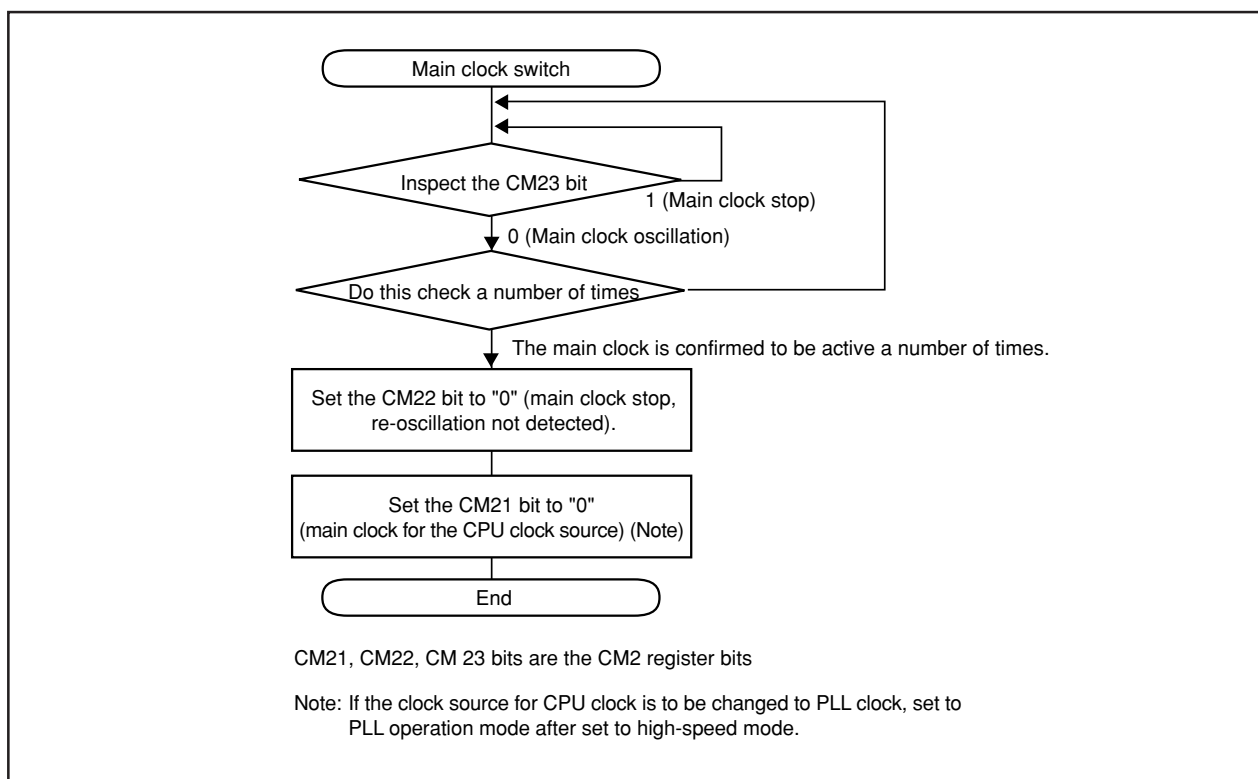 Main clock switch
Inspect the CM23 bit
1 (Main clock stop)
0 (Main clock oscillation)
Do this check a number of times
The main clock is confirmed to be active a number of times.
Set the CM22 bit to "0" (main clock stop,
re-oscillation not detected).
Set the CM21 bit to "0"
(main clock for the CPU clock source) (Note)
End
CM21, CM22, CM 23 bits are the CM2 register bits
Note: If the clock source for CPU clock is to be changed to PLL clock, set to
PLL operation mode after set to high-speed mode.